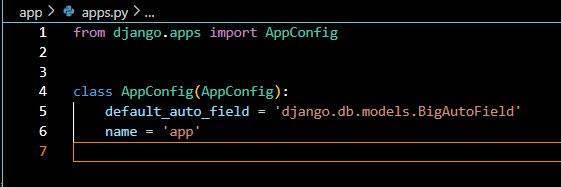 app > apps.py > ...
1 from django.apps import AppConfig
2
3
4 class AppConfig(AppConfig):
5     default_auto_field = 'django.db.models.BigAutoField'
6     name = 'app'
7